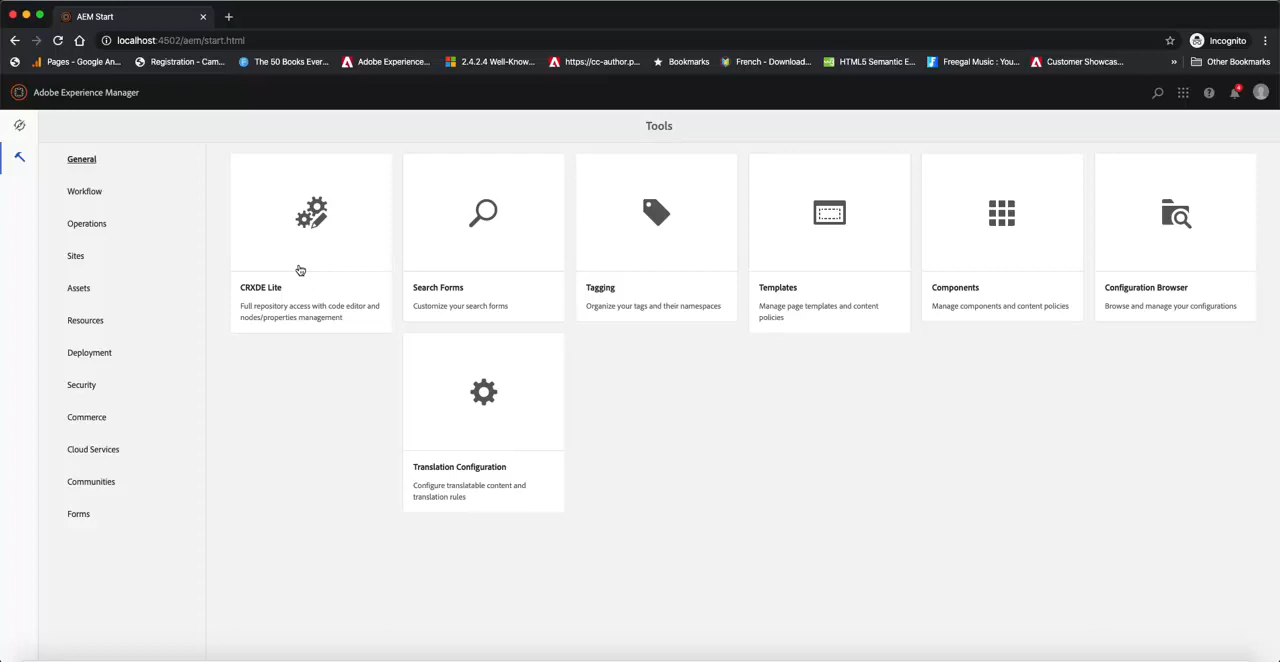 AEM Start
localhost:4502/aem/start.html
Incognito
Pages - Google An...
Registration - Cam...
The 50 Books Ever...
Adobe Experience...
2.4.2.4 Well-Know...
https://cc-author.p...
Bookmarks
French - Download...
HTML5 Semantic E...
Freegal Music : You...
Customer Showcas...
»
Other Bookmarks
Adobe Experience Manager
Tools
General
Workflow
Operations
Sites
Assets
Resources
Deployment
Security
Commerce
Cloud Services
Communities
Forms
CRXDE Lite
Full repository access with code editor and
nodes/properties management
Search Forms
Customize your search forms
Tagging
Organize your tags and their namespaces
Templates
Manage page templates and content
policies
Components
Manage components and content policies
Configuration Browser
Browse and manage your configurations
Translation Configuration
Configure translatable content and
translation rules